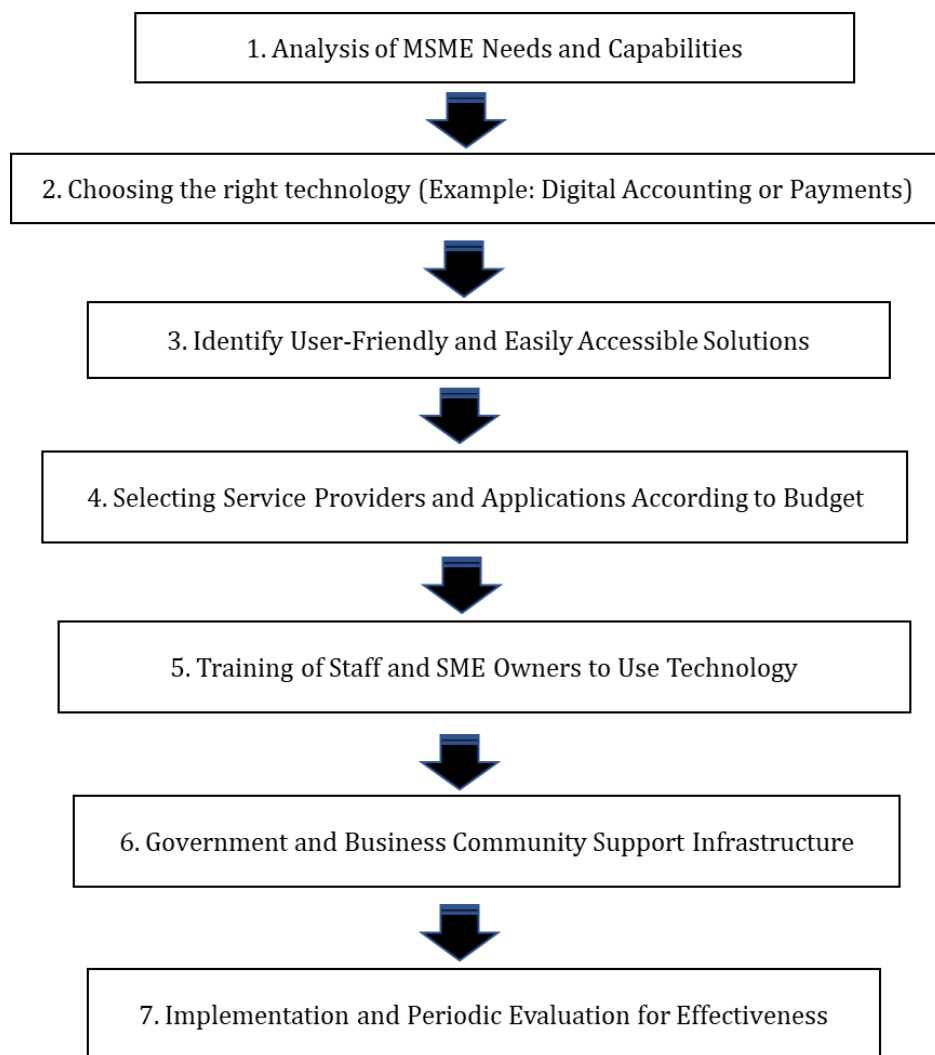 1. Analysis of MSME Needs and Capabilities
2. Choosing the right technology (Example: Digital Accounting or Payments)
3. Identify User-Friendly and Easily Accessible Solutions
4. Selecting Service Providers and Applications According to Budget
5. Training of Staff and SME Owners to Use Technology
6. Government and Business Community Support Infrastructure
7. Implementation and Periodic Evaluation for Effectiveness